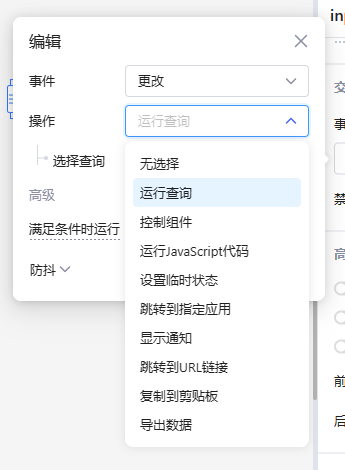 编辑
事件
更改
操作
运行查询
选择查询
高级
满足条件时运行
防抖
无选择
运行查询
控制组件
运行JavaScript代码
设置临时状态
跳转到指定应用
显示通知
跳转到URL链接
复制到剪贴板
导出数据
in
交
事
禁
高
前
后